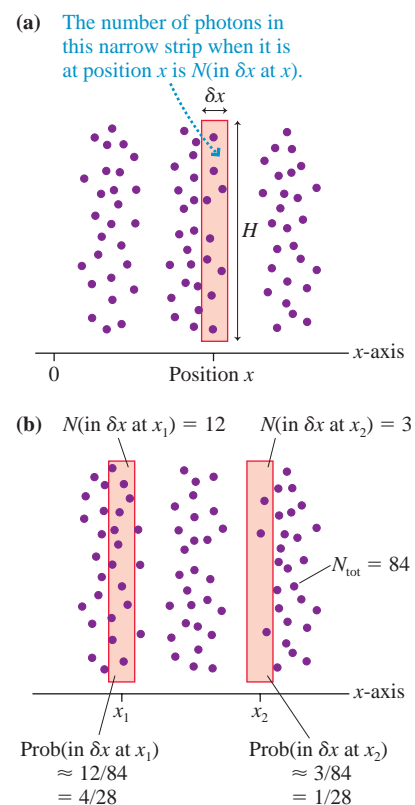 (a) The number of photons in
this narrow strip when it is
at position x is N(in δx at x).
δx
H
x-axis
0 Position x
(b) N(in δx at x₁) = 12 N(in δx at x₂) = 3
Nₜₒₜ = 84
x-axis
x₁ x₂
Prob(in δx at x₁) Prob(in δx at x₂)
≈ 12/84 ≈ 3/84
= 4/28 = 1/28